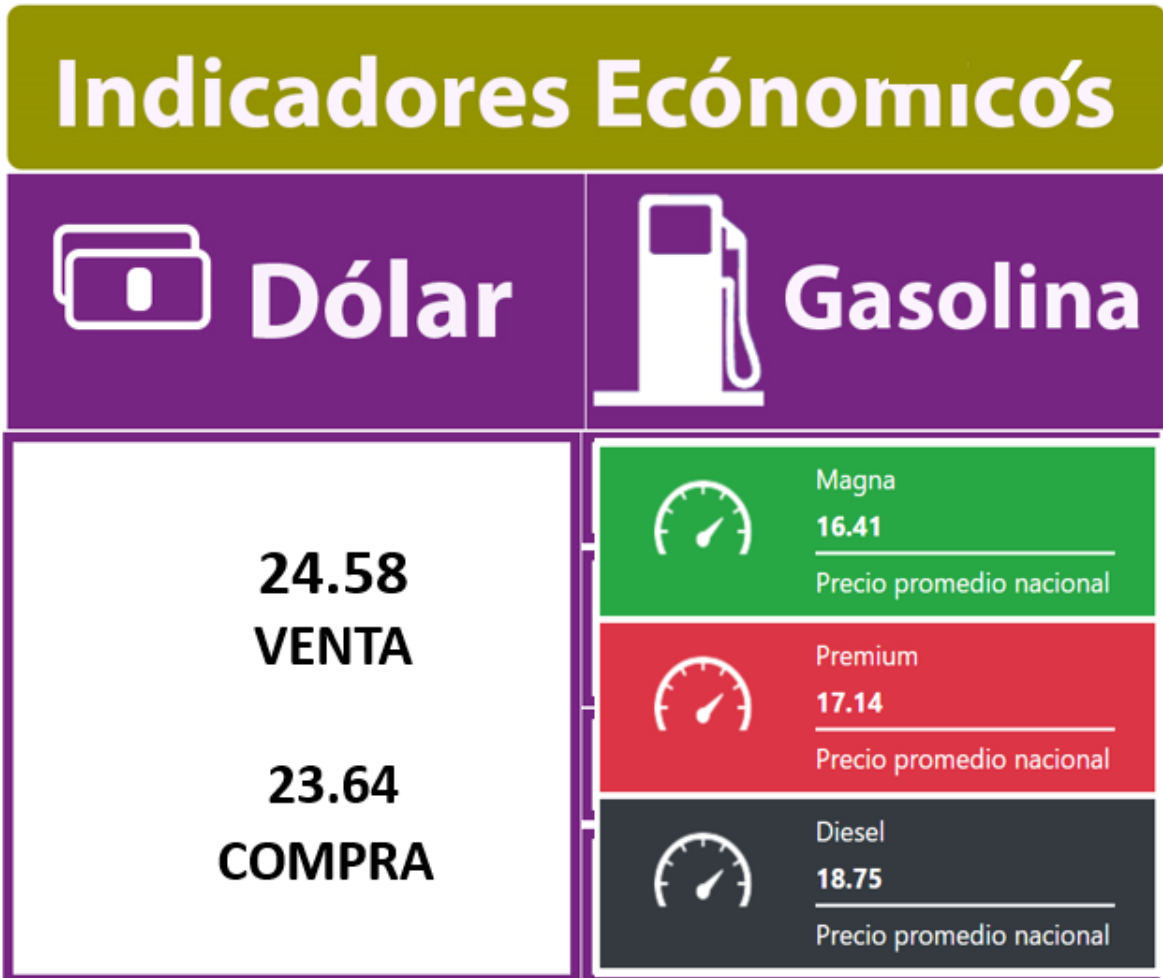 Indicadores Ecónomicós
Dólar
Gasolina
24.58
VENTA
23.64
COMPRA
Magna
16.41
Precio promedio nacional
Premium
17.14
Precio promedio nacional
Diesel
18.75
Precio promedio nacional